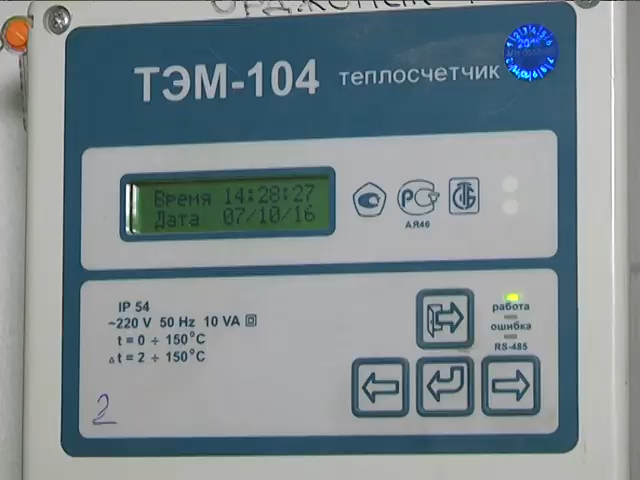 ТЭМ-104 теплосчетчик
Время 14:28:27
Дата 07/10/16
АЯ46
IP 54
~220 V 50 Hz 10 VA
t = 0 ÷ 150°C
Δt = 2 ÷ 150°C
работа
ошибка
RS-485
2